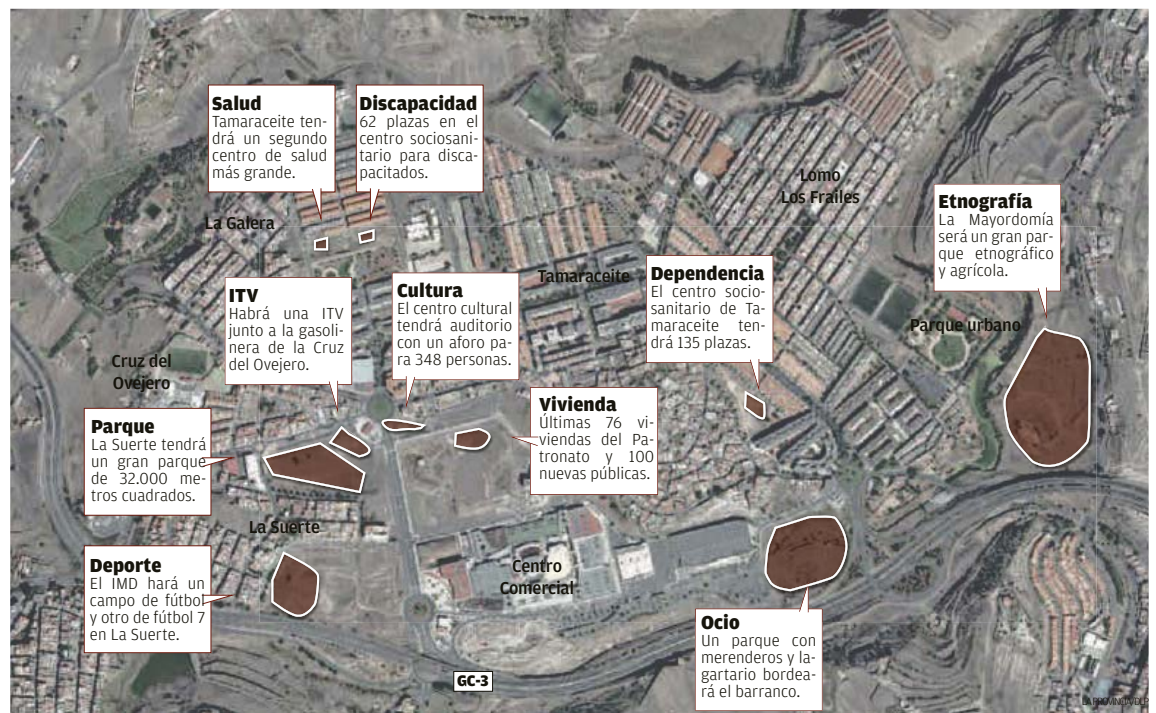 Salud
Tamaraceite ten-
drá un segundo
centro de salud
más grande.
Discapacidad
62 plazas en el
centro sociosani-
tario para disca-
pacitados.
Lomo
Los Frailes
Etnografía
La Mayordomía
será un gran par-
que etnográfico
y agrícola.
La Galera
ITV
Habrá una ITV
junto a la gasoli-
nera de la Cruz
del Ovejero.
Cultura
El centro cultural
tendrá auditorio
con un aforo pa-
ra 348 personas.
Tamaraceite
Dependencia
El centro socio-
sanitario de Ta-
maraceite ten-
drá 135 plazas.
Parque urbano
Cruz del
Ovejero
Parque
La Suerte tendrá
un gran parque
de 32.000 me-
tros cuadrados.
Vivienda
Últimas 76 vi-
viendas del Pa-
tronato y 100
nuevas públicas.
La Suerte
Deporte
El IMD hará un
campo de fútbol
y otro de fútbol 7
en La Suerte.
Centro
Comercial
Ocio
Un parque con
merenderos y la-
gartario bordea-
rá el barranco.
GC-3
LA PROVINCIA/DLP